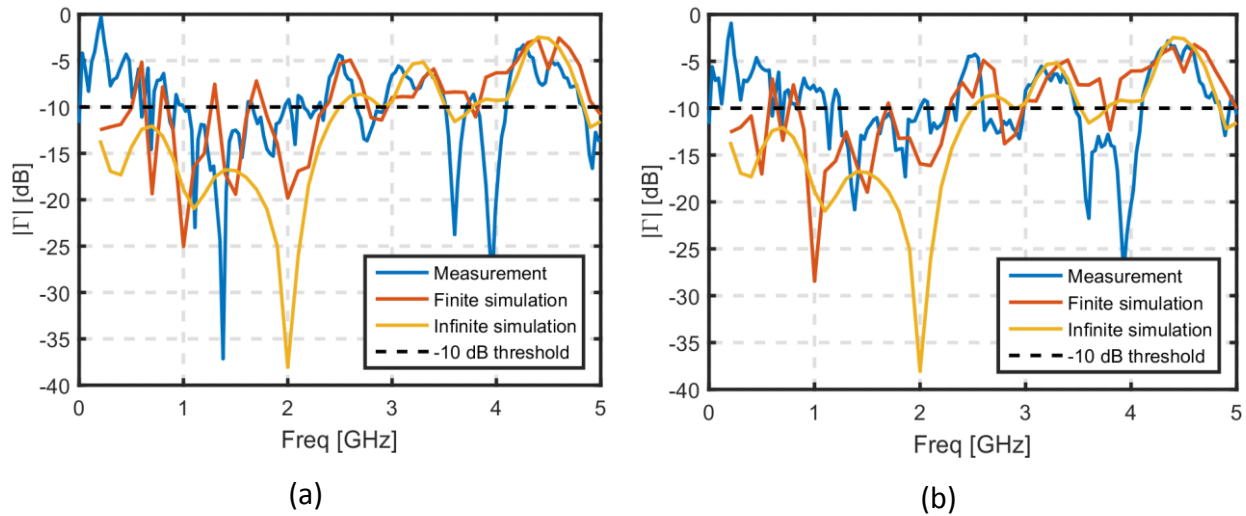 0
-5
-10
-15
-20
-25
-30
-35
-40
|Γ| [dB]
0 1 2 3 4 5
Freq [GHz]
Measurement
Finite simulation
Infinite simulation
-10 dB threshold
(a)
0
-5
-10
-15
-20
-25
-30
-35
-40
|Γ| [dB]
0 1 2 3 4 5
Freq [GHz]
Measurement
Finite simulation
Infinite simulation
-10 dB threshold
(b)